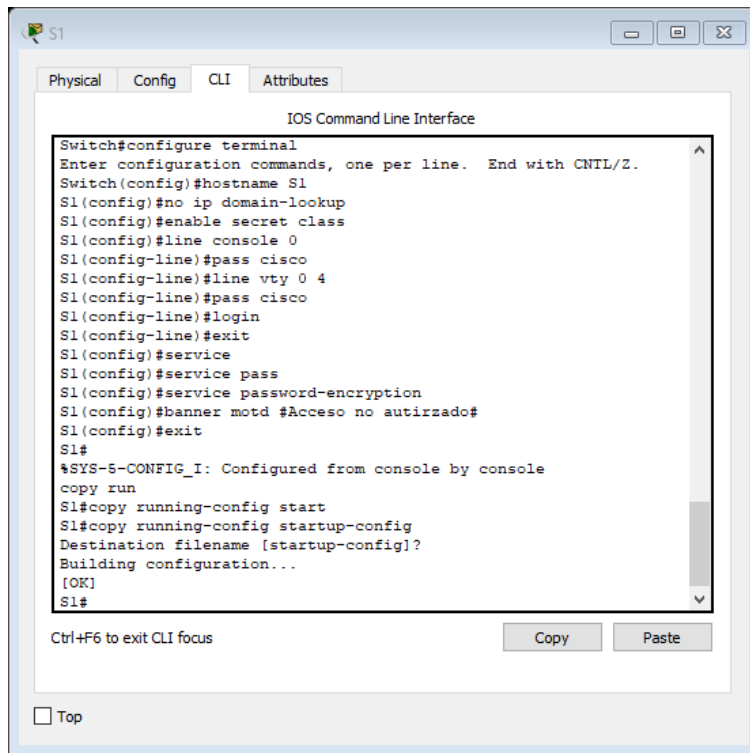 S1
Physical Config CLI Attributes
IOS Command Line Interface
Switch#configure terminal
Enter configuration commands, one per line.  End with CNTL/Z.
Switch(config)#hostname S1
S1(config)#no ip domain-lookup
S1(config)#enable secret class
S1(config)#line console 0
S1(config-line)#pass cisco
S1(config-line)#line vty 0 4
S1(config-line)#pass cisco
S1(config-line)#login
S1(config-line)#exit
S1(config)#service
S1(config)#service pass
S1(config)#service password-encryption
S1(config)#banner motd #Acceso no autirzado#
S1(config)#exit
S1#
%SYS-5-CONFIG_I: Configured from console by console
copy run
S1#copy running-config start
S1#copy running-config startup-config
Destination filename [startup-config]?
Building configuration...
[OK]
S1#
Ctrl+F6 to exit CLI focus Copy Paste
Top